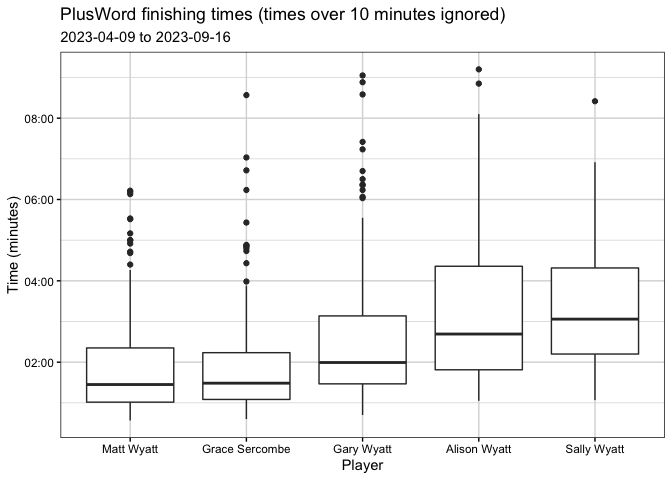 PlusWord finishing times (times over 10 minutes ignored)
2023-04-09 to 2023-09-16
Time (minutes)
08:00
06:00
04:00
02:00
Matt Wyatt
Grace Sercombe
Gary Wyatt
Alison Wyatt
Sally Wyatt
Player